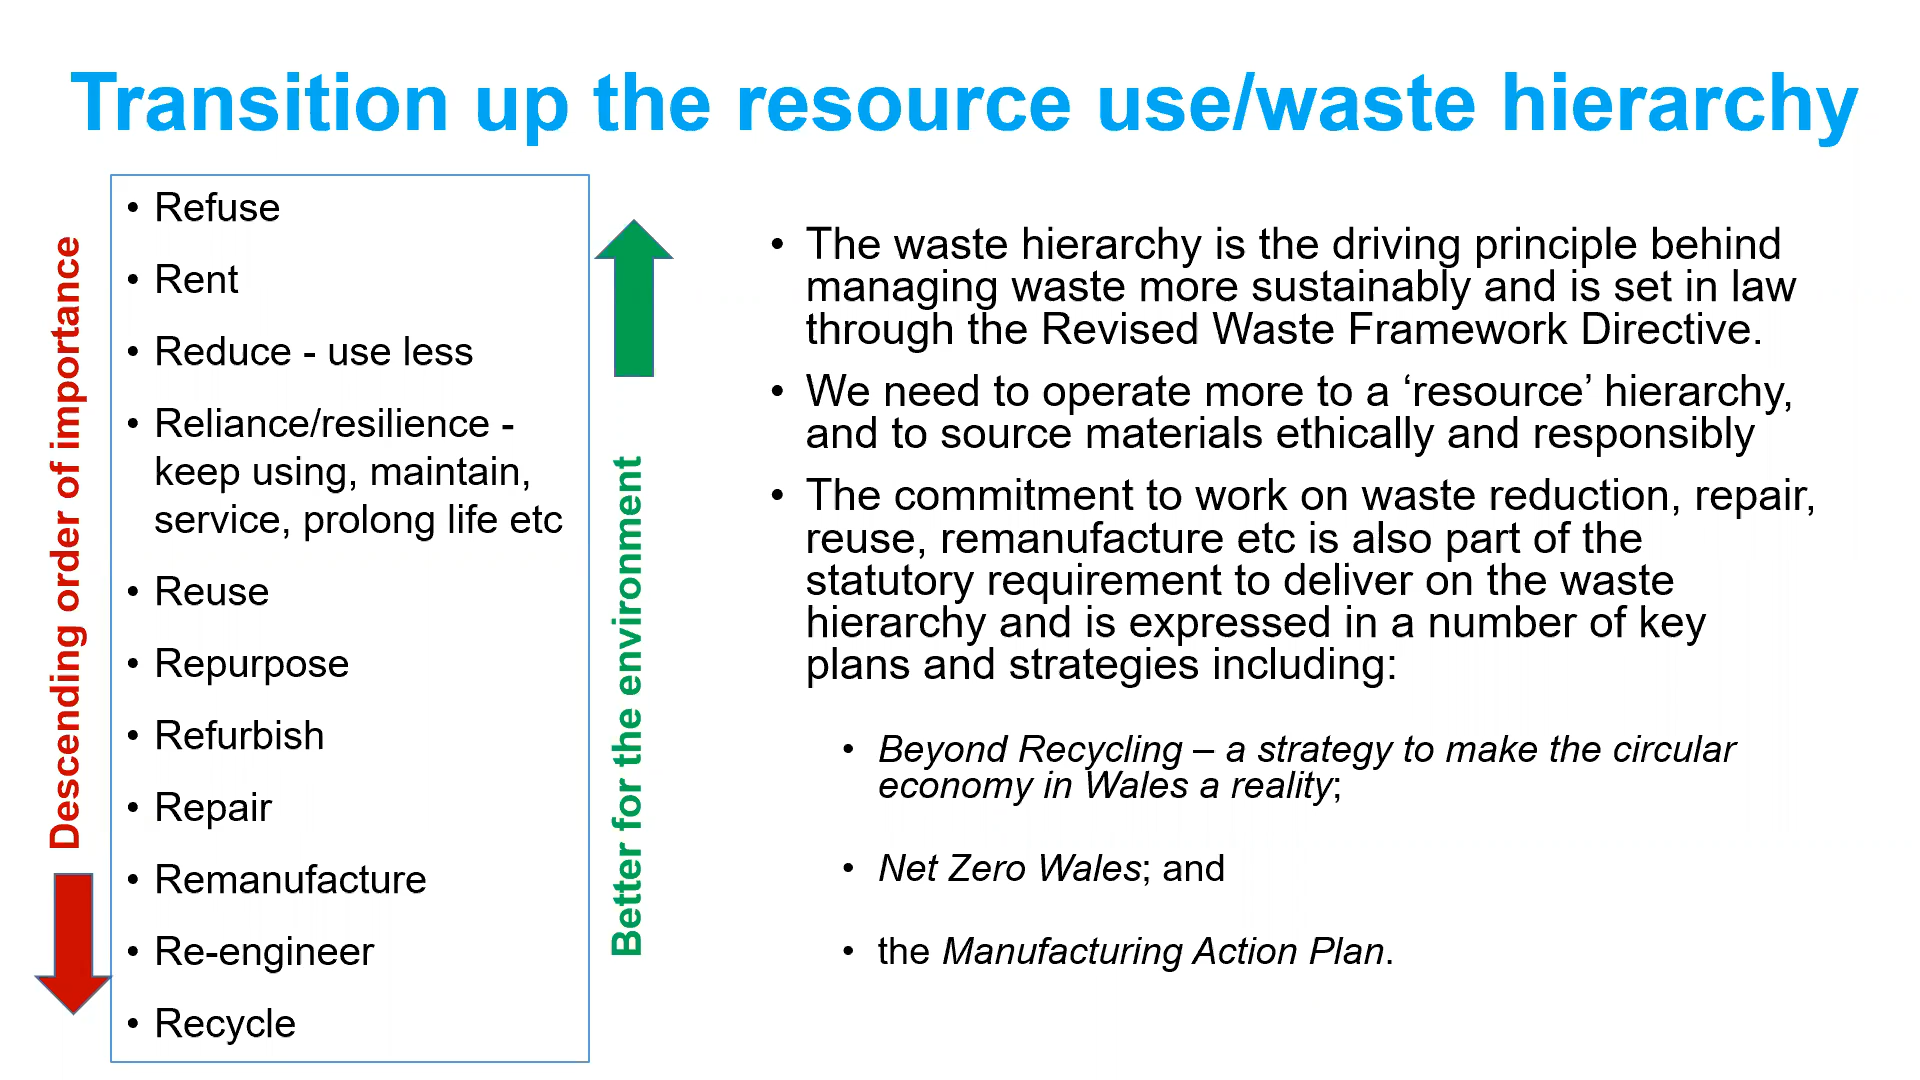 Transition up the resource use/waste hierarchy
Descending order of importance
• Refuse
• Rent
• Reduce - use less
• Reliance/resilience -
keep using, maintain,
service, prolong life etc
• Reuse
• Repurpose
• Refurbish
• Repair
• Remanufacture
• Re-engineer
• Recycle
Better for the environment
• The waste hierarchy is the driving principle behind
managing waste more sustainably and is set in law
through the Revised Waste Framework Directive.
• We need to operate more to a ‘resource’ hierarchy,
and to source materials ethically and responsibly
• The commitment to work on waste reduction, repair,
reuse, remanufacture etc is also part of the
statutory requirement to deliver on the waste
hierarchy and is expressed in a number of key
plans and strategies including:
• Beyond Recycling – a strategy to make the circular
economy in Wales a reality;
• Net Zero Wales; and
• the Manufacturing Action Plan.